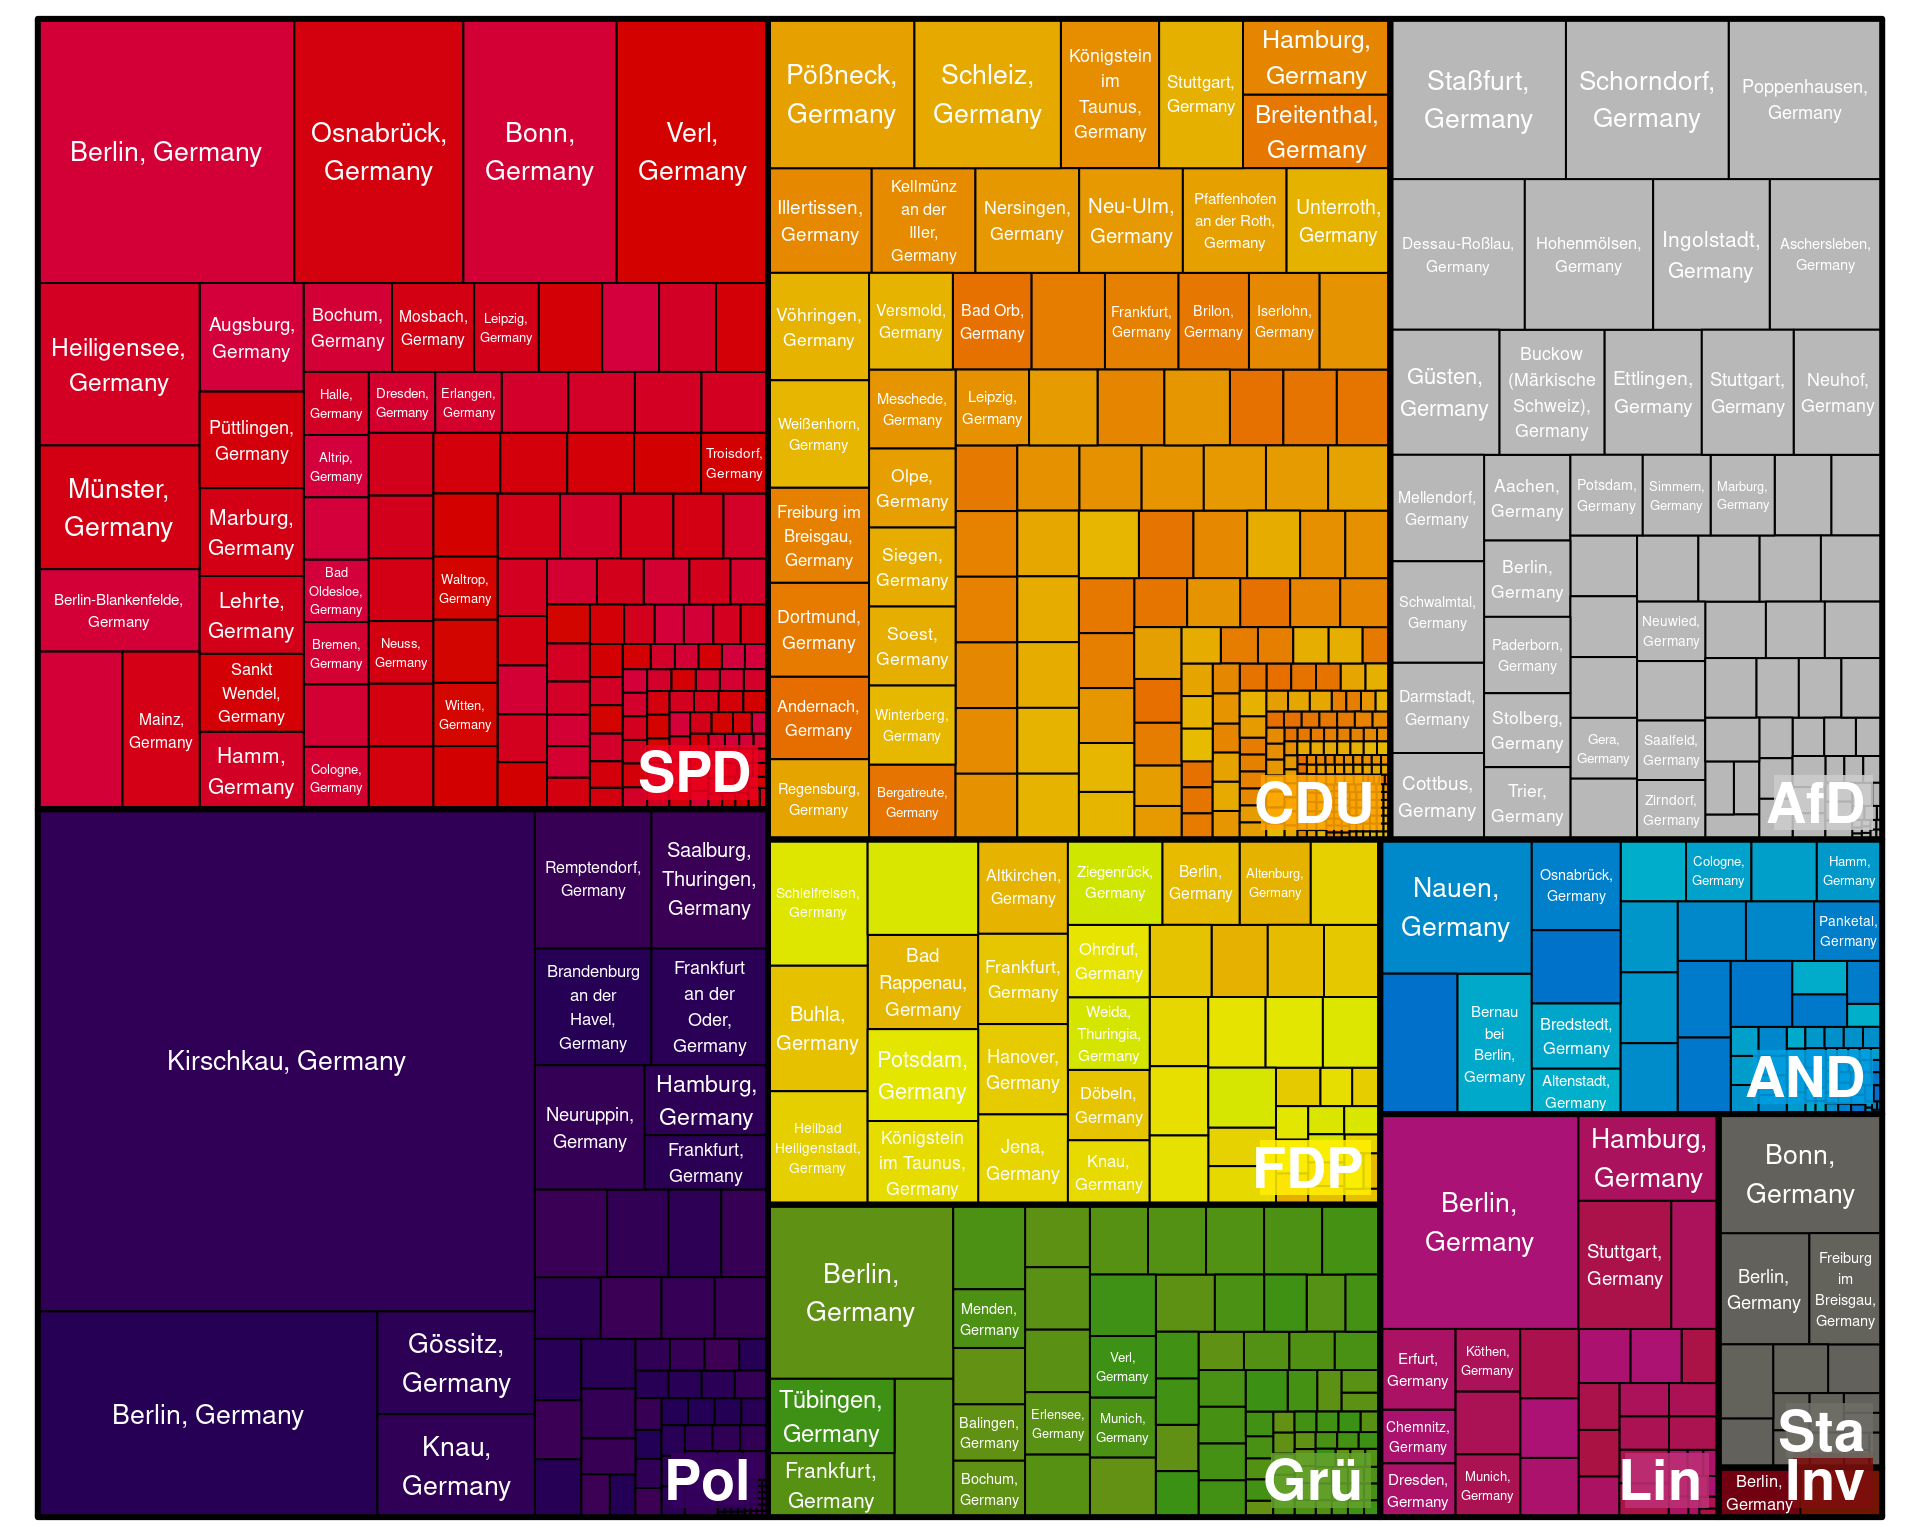 Berlin, Germany
Osnabrück,
Germany
Bonn,
Germany
Verl,
Germany
Heiligensee,
Germany
Münster,
Germany
Berlin-Blankenfelde,
Germany
Mainz,
Germany
Augsburg,
Germany
Püttlingen,
Germany
Marburg,
Germany
Lehrte,
Germany
Sankt
Wendel,
Germany
Hamm,
Germany
Bochum,
Germany
Mosbach,
Germany
Leipzig,
Germany
Halle,
Germany
Dresden,
Germany
Erlangen,
Germany
Altrip,
Germany
Troisdorf,
Germany
Bad
Oldesloe,
Germany
Waltrop,
Germany
Bremen,
Germany
Neuss,
Germany
Witten,
Germany
Cologne,
Germany
SPD
Pößneck,
Germany
Schleiz,
Germany
Königstein
im
Taunus,
Germany
Stuttgart,
Germany
Hamburg,
Germany
Breitenthal,
Germany
Illertissen,
Germany
Kellmünz
an der
Iller,
Germany
Nersingen,
Germany
Neu-Ulm,
Germany
Pfaffenhofen
an der Roth,
Germany
Unterroth,
Germany
Vöhringen,
Germany
Weißenhorn,
Germany
Freiburg im
Breisgau,
Germany
Dortmund,
Germany
Andernach,
Germany
Regensburg,
Germany
Versmold,
Germany
Bad Orb,
Germany
Frankfurt,
Germany
Brilon,
Germany
Iserlohn,
Germany
Meschede,
Germany
Leipzig,
Germany
Olpe,
Germany
Siegen,
Germany
Soest,
Germany
Winterberg,
Germany
Bergatreute,
Germany
CDU
Staßfurt,
Germany
Schorndorf,
Germany
Poppenhausen,
Germany
Dessau-Roßlau,
Germany
Hohenmölsen,
Germany
Ingolstadt,
Germany
Aschersleben,
Germany
Güsten,
Germany
Buckow
(Märkische
Schweiz),
Germany
Ettlingen,
Germany
Stuttgart,
Germany
Neuhof,
Germany
Mellendorf,
Germany
Schwalmtal,
Germany
Darmstadt,
Germany
Cottbus,
Germany
Aachen,
Germany
Berlin,
Germany
Paderborn,
Germany
Stolberg,
Germany
Trier,
Germany
Potsdam,
Germany
Simmern,
Germany
Marburg,
Germany
Neuwied,
Germany
Gera,
Germany
Saalfeld,
Germany
Zirndorf,
Germany
AfD
Kirschkau, Germany
Berlin, Germany
Gössitz,
Germany
Knau,
Germany
Remptendorf,
Germany
Saalburg,
Thuringen,
Germany
Brandenburg
an der
Havel,
Germany
Frankfurt
an der
Oder,
Germany
Neuruppin,
Germany
Hamburg,
Germany
Frankfurt,
Germany
Pol
Schleifreisen,
Germany
Buhla,
Germany
Heilbad
Heiligenstadt,
Germany
Bad
Rappenau,
Germany
Potsdam,
Germany
Königstein
im Taunus,
Germany
Altkirchen,
Germany
Frankfurt,
Germany
Hanover,
Germany
Jena,
Germany
Ziegenrück,
Germany
Berlin,
Germany
Altenburg,
Germany
Ohrdruf,
Germany
Weida,
Thuringia,
Germany
Döbeln,
Germany
Knau,
Germany
FDP
Berlin,
Germany
Tübingen,
Germany
Frankfurt,
Germany
Menden,
Germany
Balingen,
Germany
Bochum,
Germany
Erlensee,
Germany
Verl,
Germany
Munich,
Germany
Grü
Nauen,
Germany
Osnabrück,
Germany
Cologne,
Germany
Hamm,
Germany
Panketal,
Germany
Bernau
bei
Berlin,
Germany
Bredstedt,
Germany
Altenstadt,
Germany
AND
Berlin,
Germany
Hamburg,
Germany
Stuttgart,
Germany
Erfurt,
Germany
Köthen,
Germany
Chemnitz,
Germany
Dresden,
Germany
Munich,
Germany
Lin
Bonn,
Germany
Berlin,
Germany
Freiburg
im
Breisgau,
Germany
Sta
Berlin,
Germany
Inv